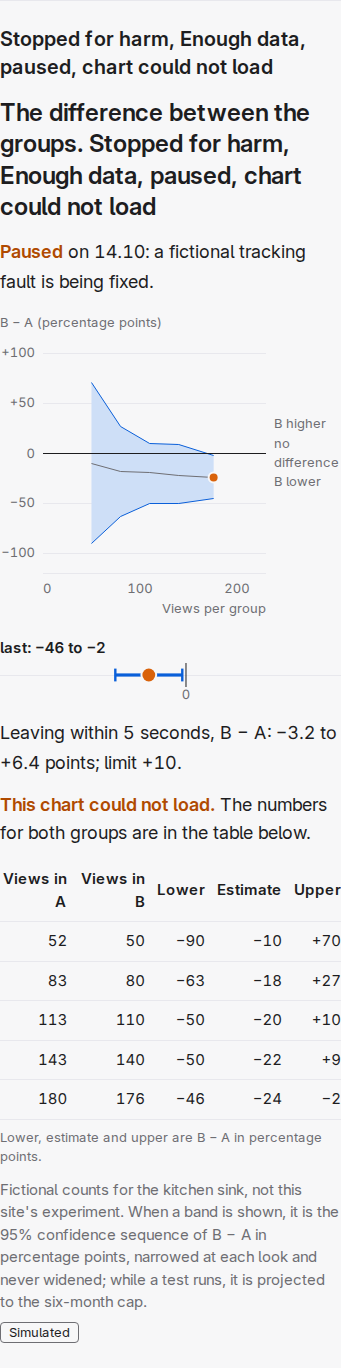 Stopped for harm, Enough data,
paused, chart could not load
The difference between the
groups. Stopped for harm,
Enough data, paused, chart
could not load
Paused on 14.10: a fictional tracking
fault is being fixed.
B − A (percentage points)
+100
+50
0
−50
−100
B higher
no
difference
B lower
0 100 200
Views per group
last: −46 to −2
0
Leaving within 5 seconds, B − A: −3.2 to
+6.4 points; limit +10.
This chart could not load. The numbers
for both groups are in the table below.
Views in A Views in B Lower Estimate Upper
52 50 −90 −10 +70
83 80 −63 −18 +27
113 110 −50 −20 +10
143 140 −50 −22 +9
180 176 −46 −24 −2
Lower, estimate and upper are B − A in percentage
points.
Fictional counts for the kitchen sink, not this
site's experiment. When a band is shown, it is the
95% confidence sequence of B − A in
percentage points, narrowed at each look and
never widened; while a test runs, it is projected
to the six-month cap.
Simulated